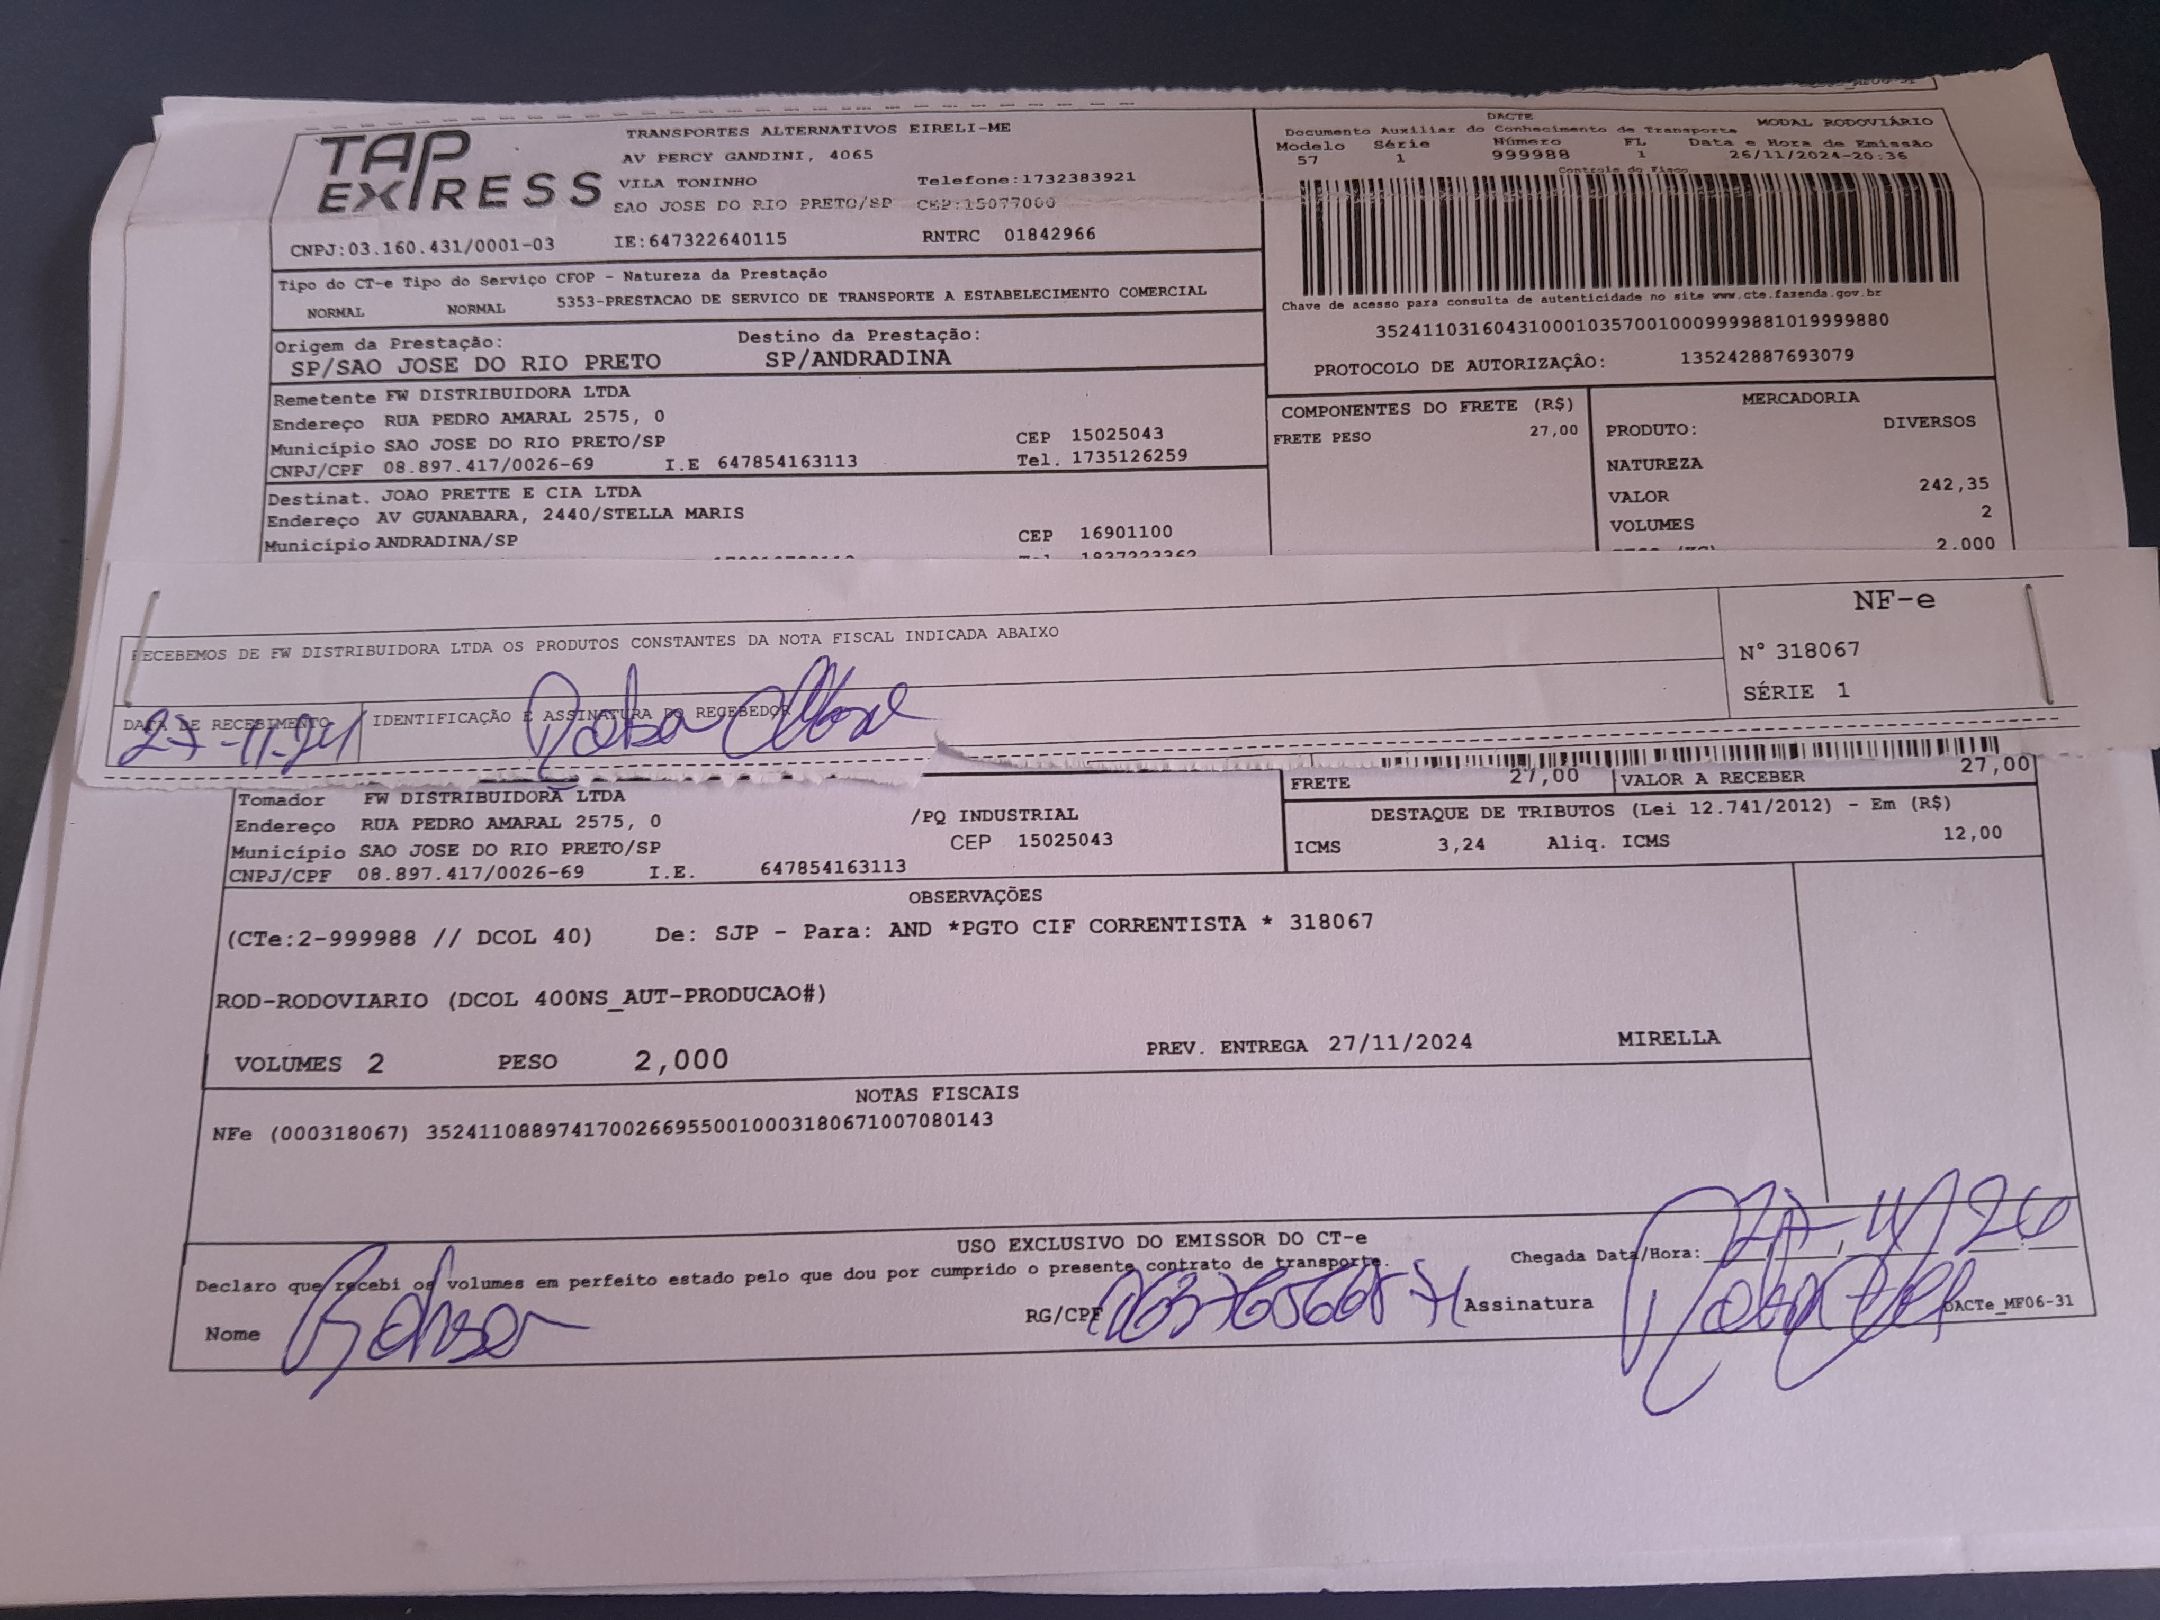 TAP EXPRESS
TRANSPORTES ALTERNATIVOS EIRELI-ME
AV PERCY GANDINI, 4065
VILA TONINHO Telefone:1732383921
SAO JOSE DO RIO PRETO/SP CEP:15077000
CNPJ:03.160.431/0001-03 IE:647322640115 RNTRC 01842966
DACTE
Documento Auxiliar do Conhecimento de Transporte MODAL RODOVIÁRIO
Modelo Série Número FL Data e Hora de Emissão
57 1 999988 1 26/11/2024-20:36
Controle do Fisco
Chave de acesso para consulta de autenticidade no site www.cte.fazenda.gov.br
35241103160431000103570010009999881019999880
PROTOCOLO DE AUTORIZAÇÂO: 135242887693079
Tipo do CT-e Tipo do Serviço CFOP - Natureza da Prestação
NORMAL NORMAL 5353-PRESTACAO DE SERVICO DE TRANSPORTE A ESTABELECIMENTO COMERCIAL
Origem da Prestação: Destino da Prestação:
SP/SAO JOSE DO RIO PRETO SP/ANDRADINA
Remetente FW DISTRIBUIDORA LTDA
Endereço RUA PEDRO AMARAL 2575, 0
Município SAO JOSE DO RIO PRETO/SP CEP 15025043
CNPJ/CPF 08.897.417/0026-69 I.E 647854163113 Tel. 1735126259
Destinat. JOAO PRETTE E CIA LTDA
Endereço AV GUANABARA, 2440/STELLA MARIS
Município ANDRADINA/SP CEP 16901100
1837223362
COMPONENTES DO FRETE (R$)
FRETE PESO 27,00
MERCADORIA
PRODUTO: DIVERSOS
NATUREZA
VALOR 242,35
VOLUMES 2
2.000
RECEBEMOS DE FW DISTRIBUIDORA LTDA OS PRODUTOS CONSTANTES DA NOTA FISCAL INDICADA ABAIXO
NF-e
N° 318067
SÉRIE 1
DATA DE RECEBIMENTO IDENTIFICAÇÃO E ASSINATURA DO RECEBEDOR
27-11-24
FRETE 27,00 VALOR A RECEBER 27,00
Tomador FW DISTRIBUIDORA LTDA
Endereço RUA PEDRO AMARAL 2575, 0 /PQ INDUSTRIAL
Município SAO JOSE DO RIO PRETO/SP CEP 15025043
CNPJ/CPF 08.897.417/0026-69 I.E. 647854163113
DESTAQUE DE TRIBUTOS (Lei 12.741/2012) - Em (R$)
ICMS 3,24 Aliq. ICMS 12,00
OBSERVAÇÕES
(CTe:2-999988 // DCOL 40) De: SJP - Para: AND *PGTO CIF CORRENTISTA * 318067
ROD-RODOVIARIO (DCOL 400NS_AUT-PRODUCAO#)
VOLUMES 2 PESO 2,000 PREV. ENTREGA 27/11/2024 MIRELLA
NOTAS FISCAIS
NFe (000318067) 35241108897417002669550010003180671007080143
USO EXCLUSIVO DO EMISSOR DO CT-e
Declaro que recebi os volumes em perfeito estado pelo que dou por cumprido o presente contrato de transporte.
Chegada Data/Hora:
Nome Robson RG/CPF Assinatura DACTe_MF06-31